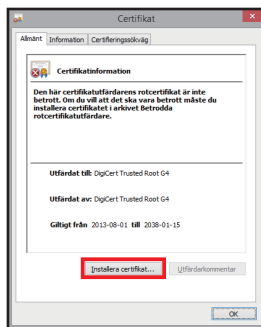 Certifikat
Allmänt Information Certifieringssökväg
Certifikatinformation
Den här certifikatutfärdarens rotcertifikat är inte
betrott. Om du vill att det ska vara betrott måste du
installera certifikatet i arkivet Betrodda
rotcertifikatutfärdare.
Utfärdat till: DigiCert Trusted Root G4
Utfärdat av: DigiCert Trusted Root G4
Giltigt från 2013-08-01 till 2038-01-15
Installera certifikat... Utfärdarkommentar
OK